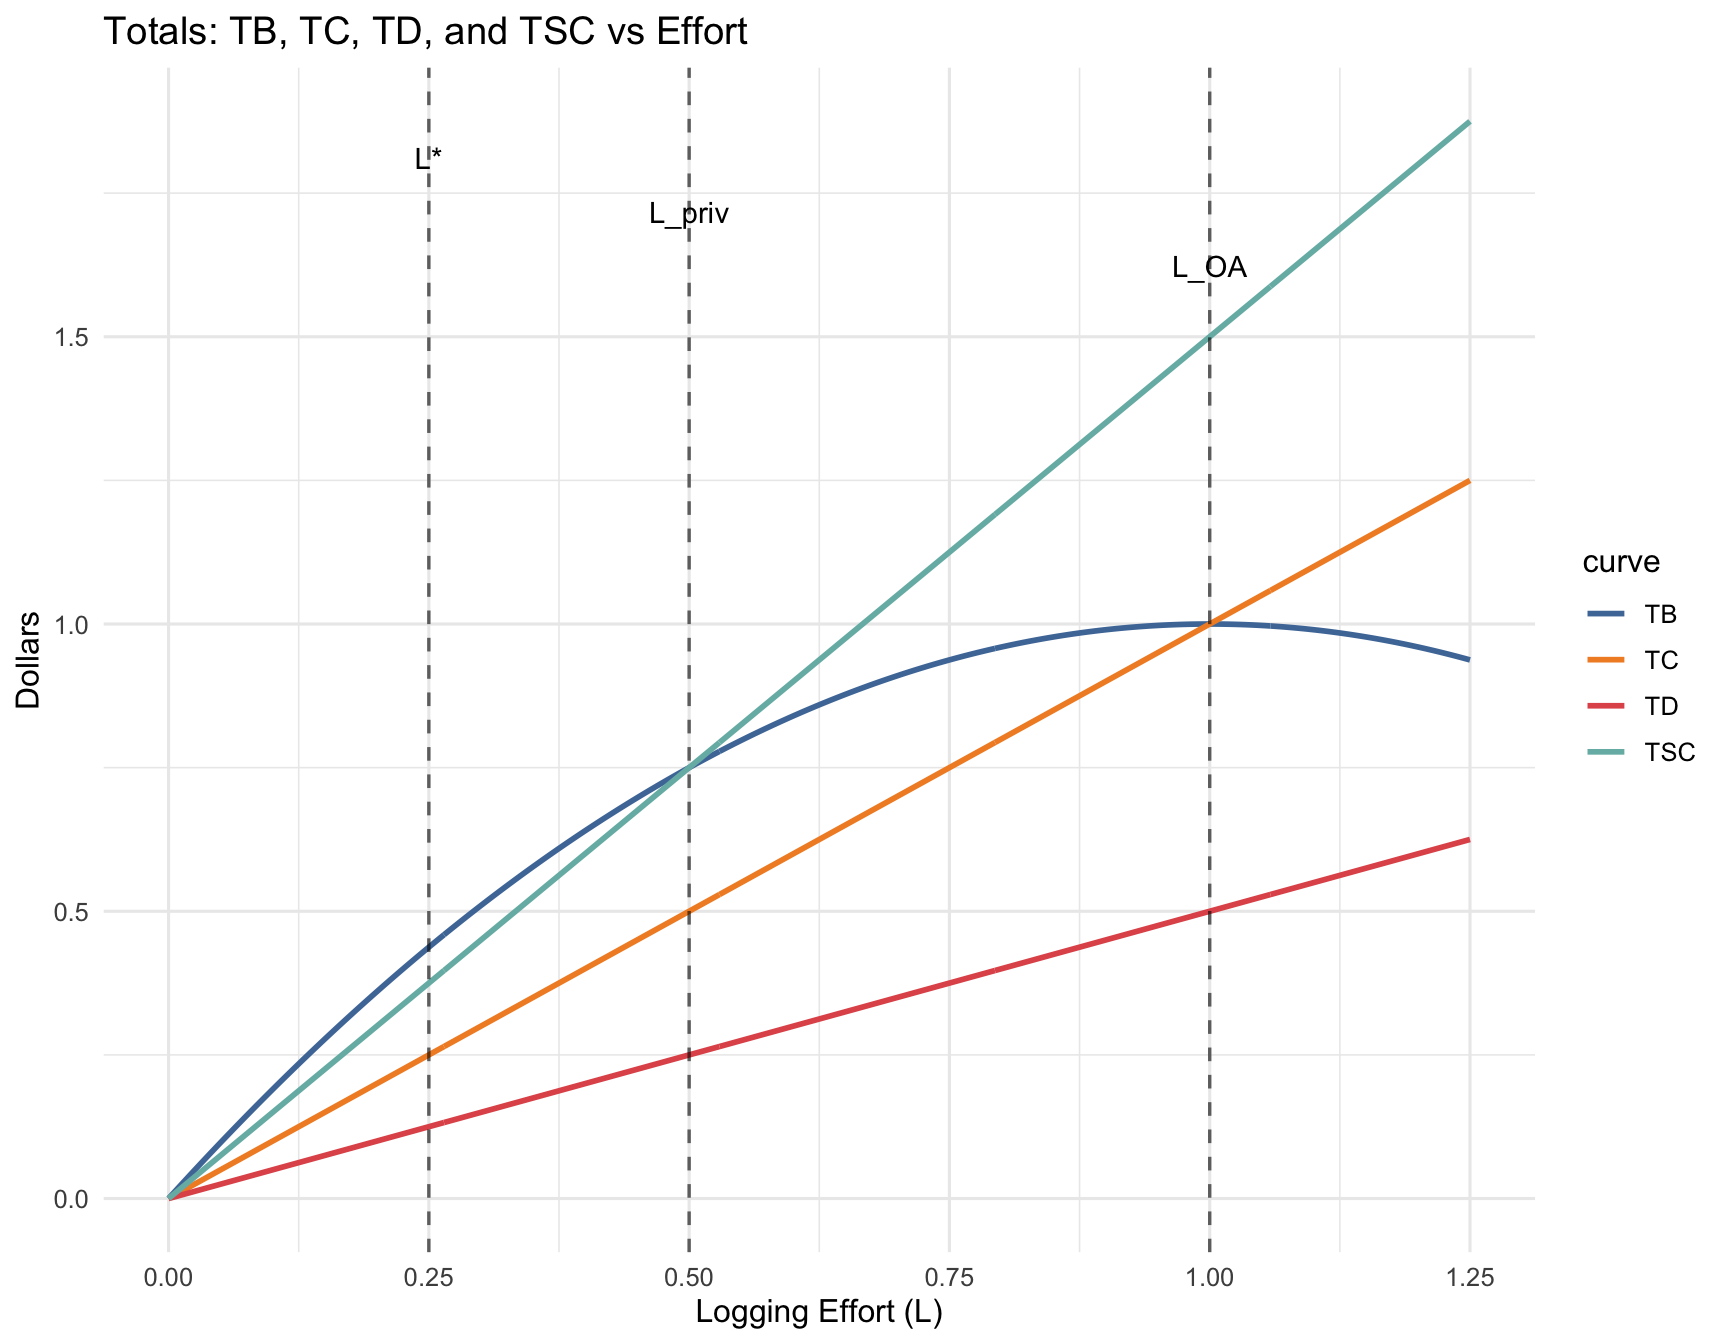 Totals: TB, TC, TD, and TSC vs Effort
L*
L_priv
L_OA
1.5
1.0
0.5
0.0
Dollars
0.00 0.25 0.50 0.75 1.00 1.25
Logging Effort (L)
curve
TB
TC
TD
TSC